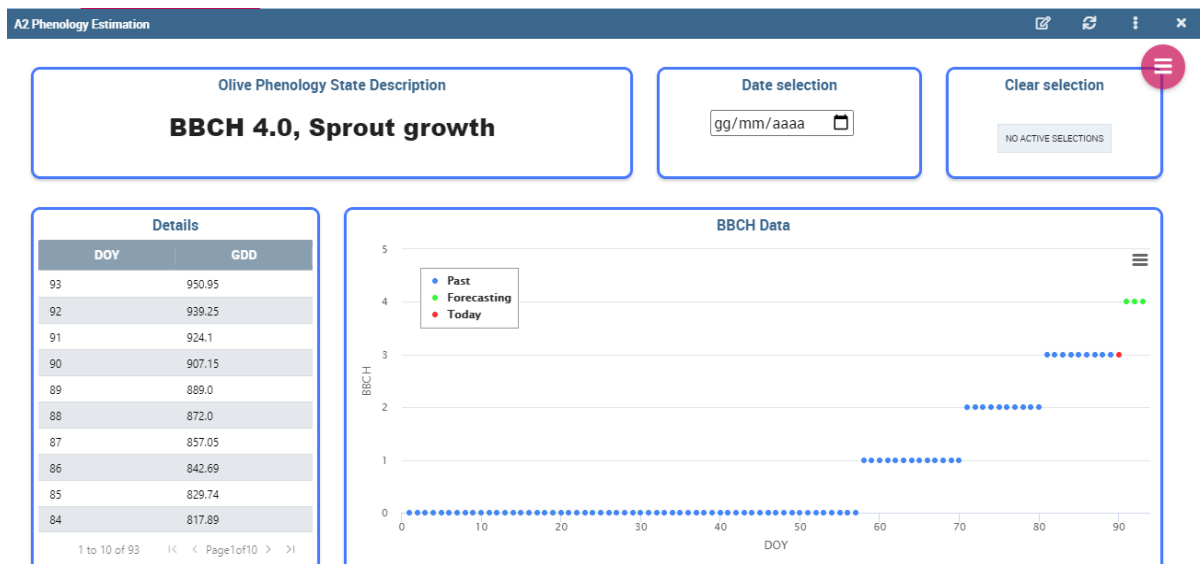 A2 Phenology Estimation
Olive Phenology State Description
BBCH 4.0, Sprout growth
Date selection
gg/mm/aaaa
Clear selection
NO ACTIVE SELECTIONS
Details
DOY GDD
93 950.95
92 939.25
91 924.1
90 907.15
89 889.0
88 872.0
87 857.05
86 842.69
85 829.74
84 817.89
1 to 10 of 93 Page1of10
BBCH Data
Past
Forecasting
Today
5
4
3
2
1
0
BBCH
0 10 20 30 40 50 60 70 80 90
DOY